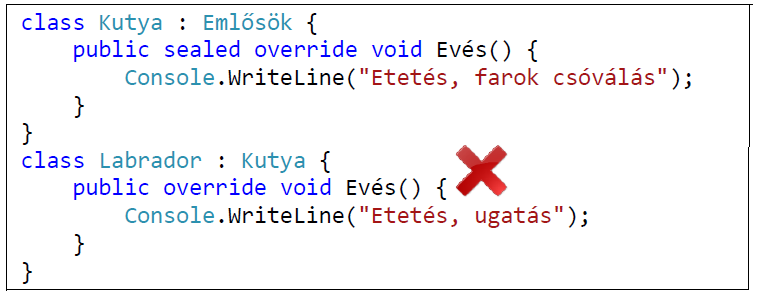 class Kutya : Emlősök {
    public sealed override void Evés() {
        Console.WriteLine("Etetés, farok csóválás");
    }
}
class Labrador : Kutya {
    public override void Evés() {
        Console.WriteLine("Etetés, ugatás");
    }
}